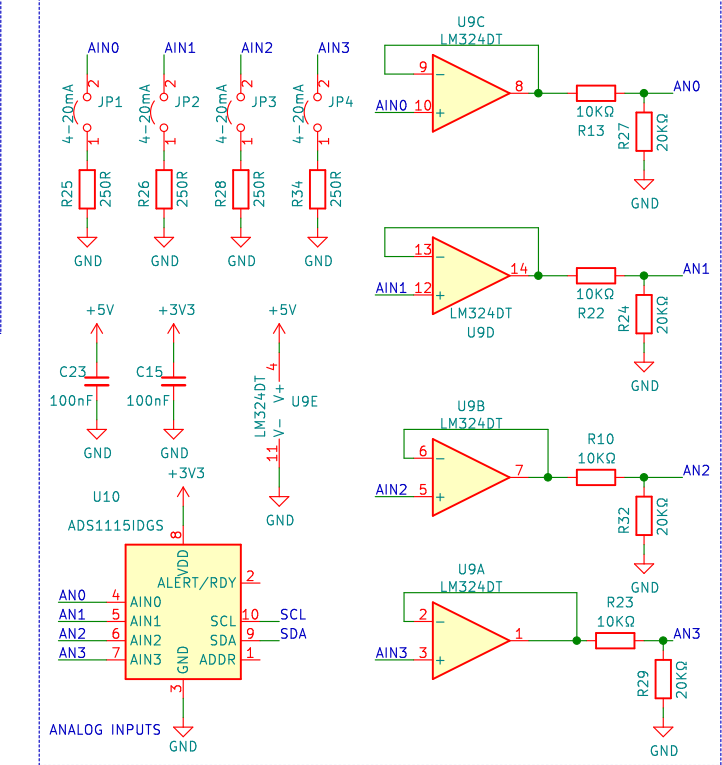 AIN0
2
4-20mA
JP1
1
R25
250R
GND
AIN1
2
4-20mA
JP2
1
R26
250R
GND
AIN2
2
4-20mA
JP3
1
R28
250R
GND
AIN3
2
4-20mA
JP4
1
R34
250R
GND
+5V
C23
100nF
GND
+3V3
C15
100nF
GND
+5V
4
V+
LM324DT
U9E
V-
11
GND
+3V3
U10
ADS1115IDGS
8
VDD
ALERT/RDY
2
AN0
4
AIN0
AN1
5
AIN1
SCL
10
SCL
AN2
6
AIN2
SDA
9
SDA
AN3
7
AIN3
ADDR
1
GND
3
GND
ANALOG INPUTS
U9C
LM324DT
9
-
8
AIN0
10
+
10KΩ
R13
AN0
R27
20KΩ
GND
13
-
14
AIN1
12
+
LM324DT
U9D
10KΩ
R22
AN1
R24
20KΩ
GND
U9B
LM324DT
6
-
7
AIN2
5
+
R10
10KΩ
AN2
R32
20KΩ
GND
U9A
LM324DT
2
-
1
AIN3
3
+
R23
10KΩ
AN3
R29
20KΩ
GND